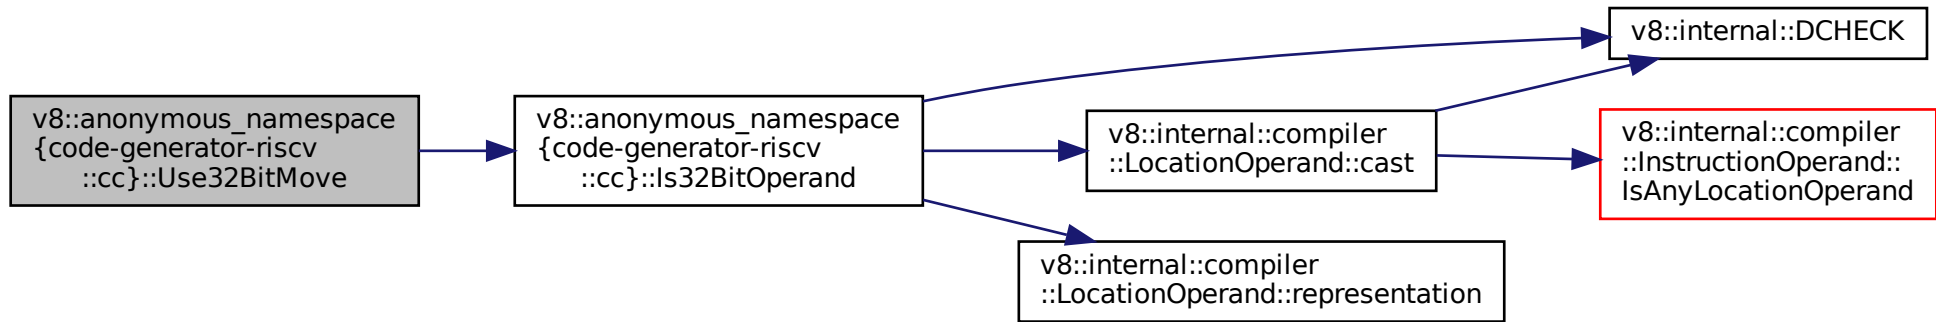 v8::anonymous_namespace
{code-generator-riscv
::cc}::Use32BitMove
v8::anonymous_namespace
{code-generator-riscv
::cc}::Is32BitOperand
v8::internal::DCHECK
v8::internal::compiler
::LocationOperand::cast
v8::internal::compiler
::InstructionOperand::
IsAnyLocationOperand
v8::internal::compiler
::LocationOperand::representation